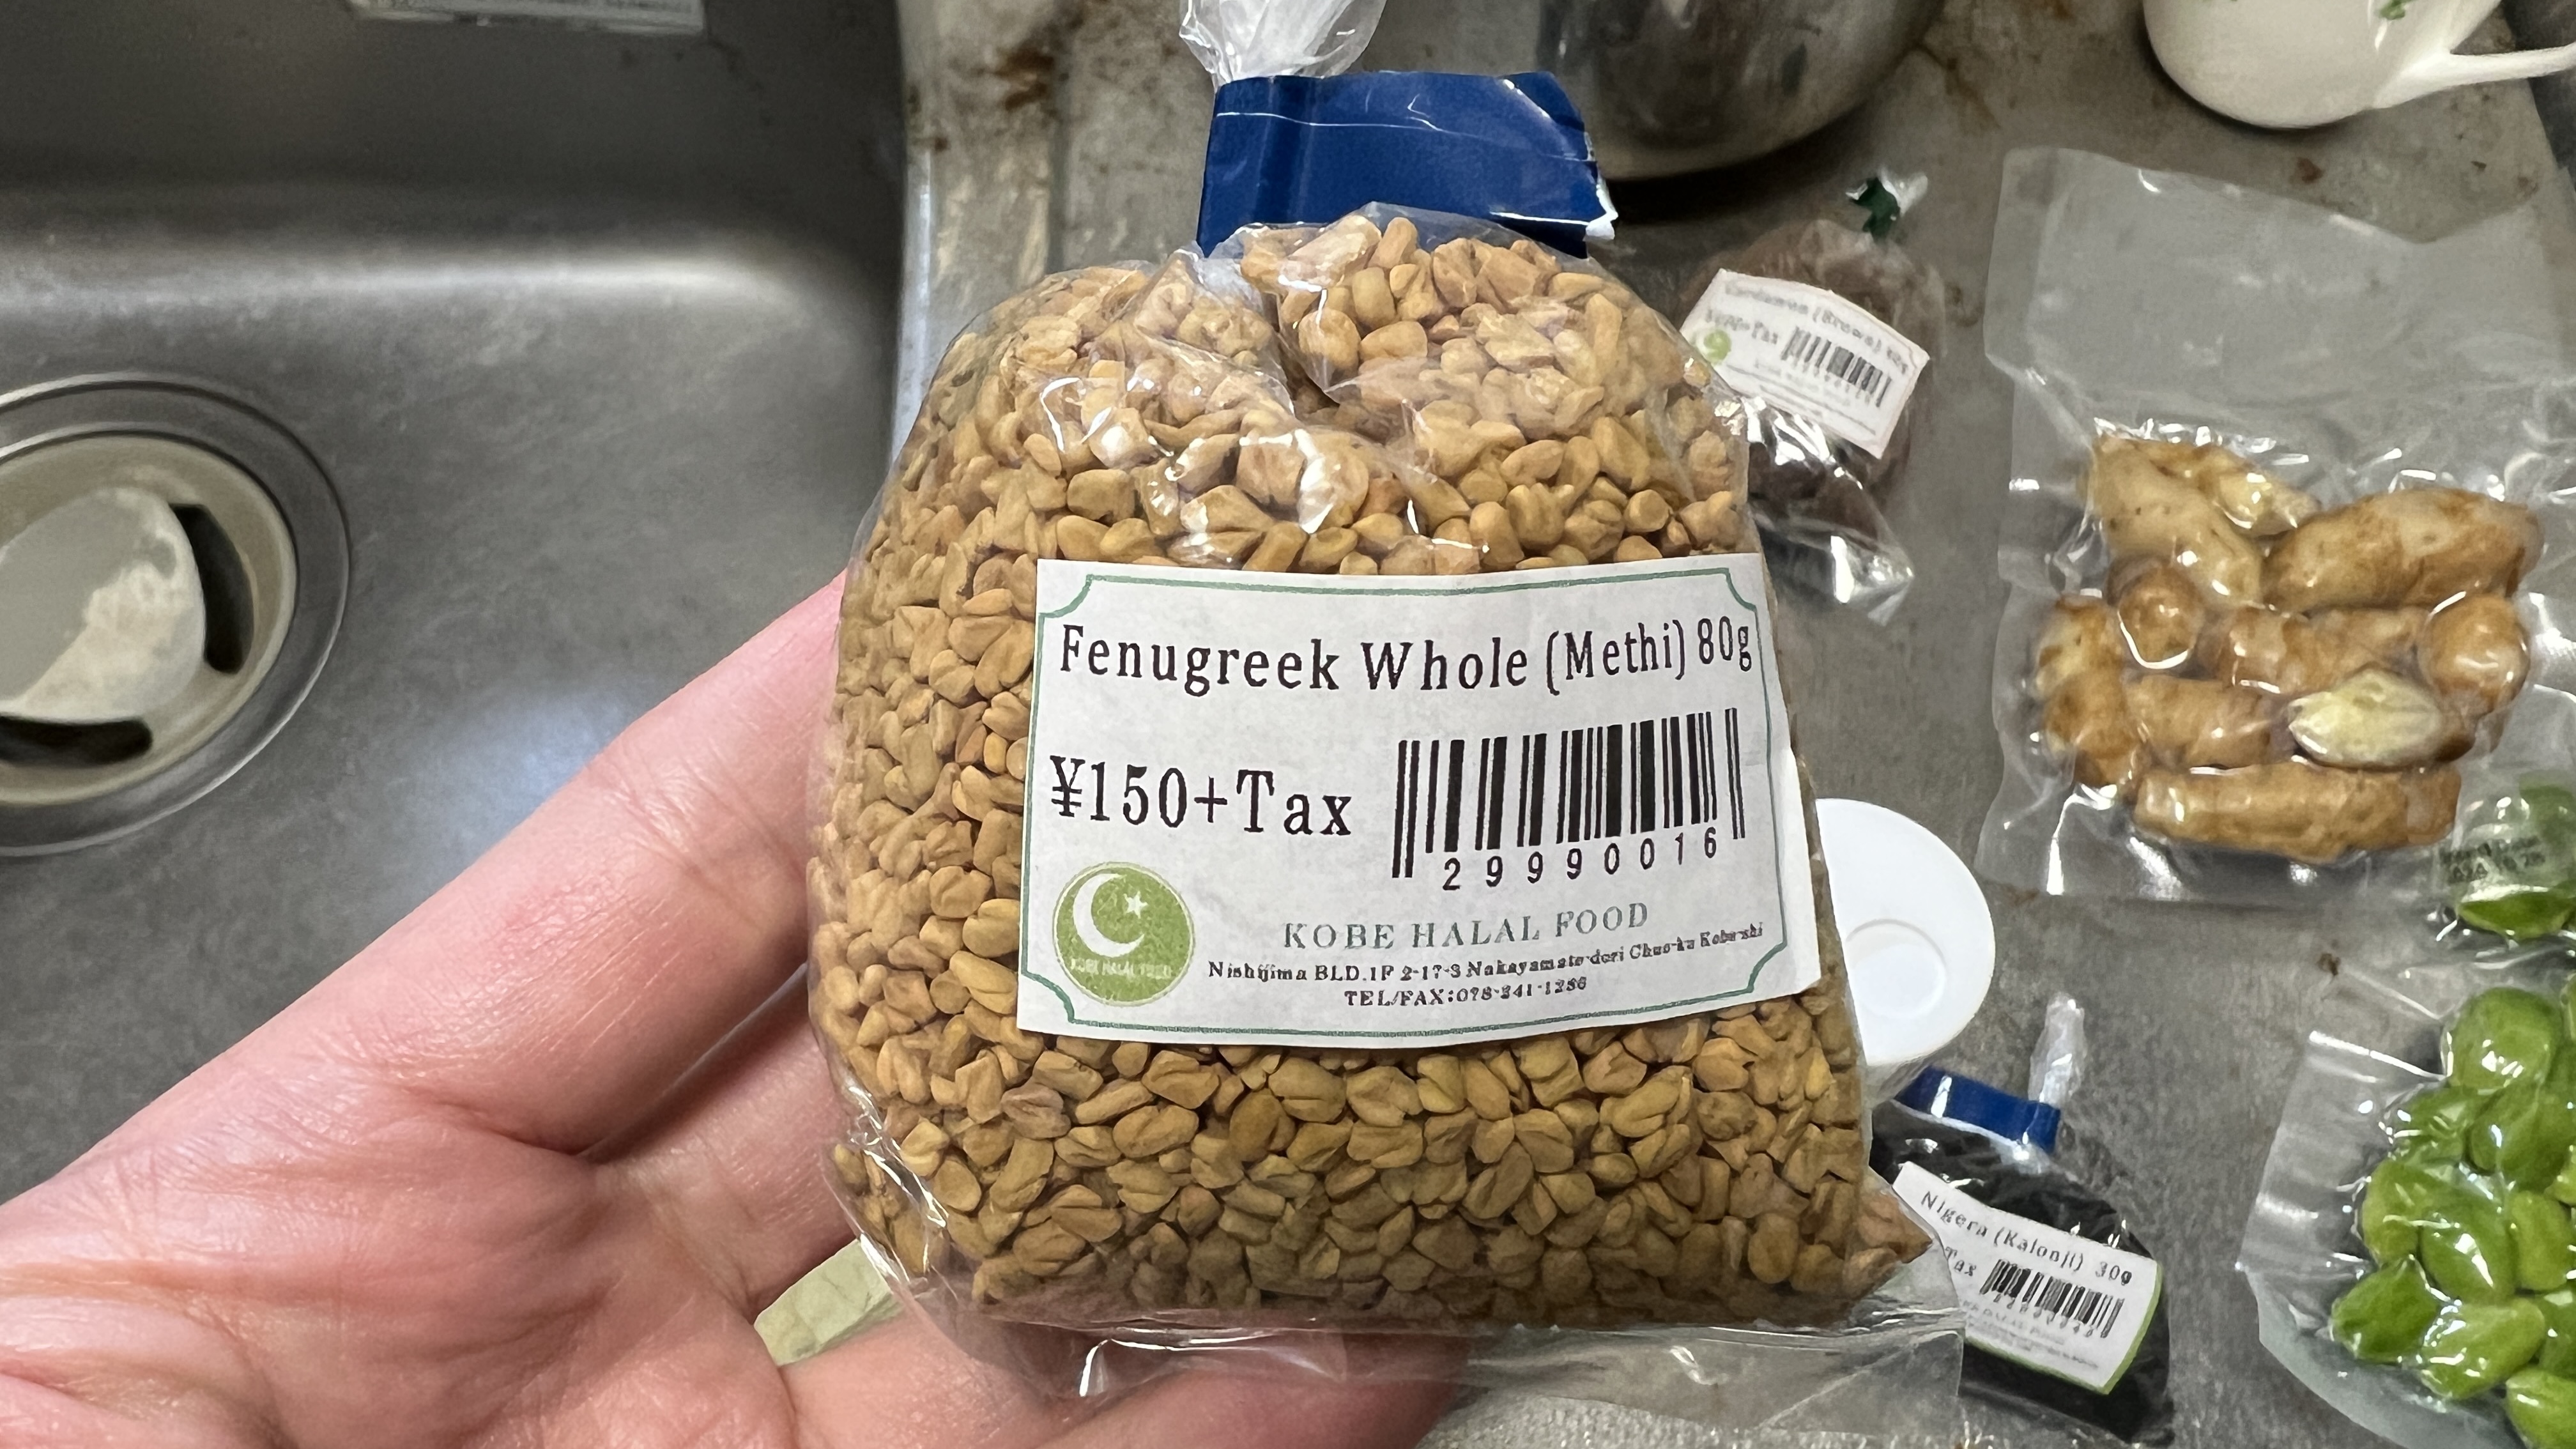 Fenugreek Whole (Methi) 80g
¥150+Tax
29990016
KOBE HALAL FOOD
Nishijima BLD.1F 2-17-3 Nakayamate-dori Chuo-ku Kobe-shi
TEL/FAX:078-241-1286
Cardamon (Brown)
+Tax
Nigera (Kalonji) 30g
Tax